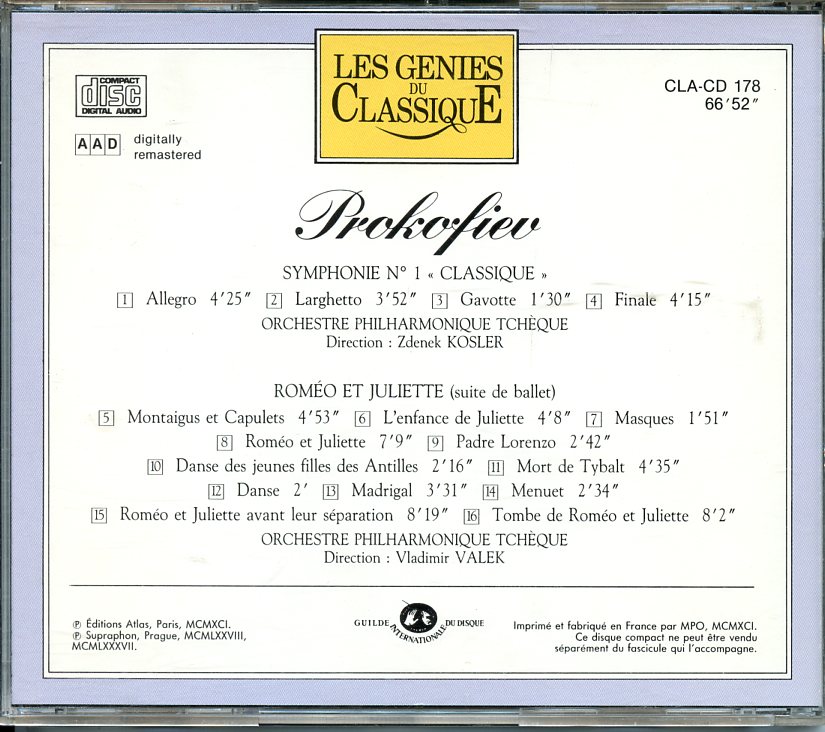 LES GENIES
DU
CLASSIQUE
COMPACT
disc
DIGITAL AUDIO
CLA-CD 178
66'52"
AAD digitally
remastered
Prokofiev
SYMPHONIE N° 1 « CLASSIQUE »
1 Allegro 4'25" 2 Larghetto 3'52" 3 Gavotte 1'30" 4 Finale 4'15"
ORCHESTRE PHILHARMONIQUE TCHÈQUE
Direction : Zdenek KOSLER
ROMÉO ET JULIETTE (suite de ballet)
5 Montaigus et Capulets 4'53" 6 L'enfance de Juliette 4'8" 7 Masques 1'51"
8 Roméo et Juliette 7'9" 9 Padre Lorenzo 2'42"
10 Danse des jeunes filles des Antilles 2'16" 11 Mort de Tybalt 4'35"
12 Danse 2' 13 Madrigal 3'31" 14 Menuet 2'34"
15 Roméo et Juliette avant leur séparation 8'19" 16 Tombe de Roméo et Juliette 8'2"
ORCHESTRE PHILHARMONIQUE TCHÈQUE
Direction : Vladimir VALEK
℗ Éditions Atlas, Paris, MCMXCI.
℗ Supraphon, Prague, MCMLXXVIII,
MCMLXXXVII.
GUILDE INTERNATIONALE DU DISQUE
Imprimé et fabriqué en France par MPO, MCMXCI.
Ce disque compact ne peut être vendu
séparément du fascicule qui l'accompagne.